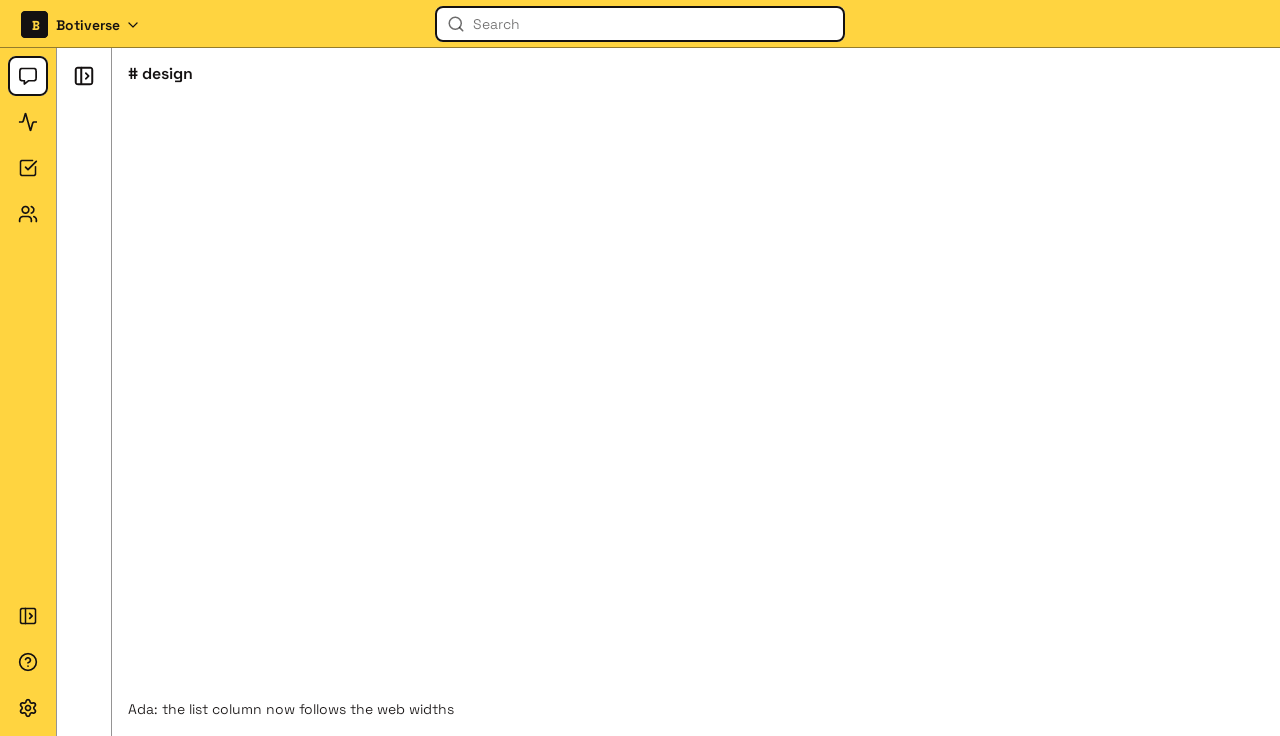 B Botiverse
Search
# design
Ada: the list column now follows the web widths